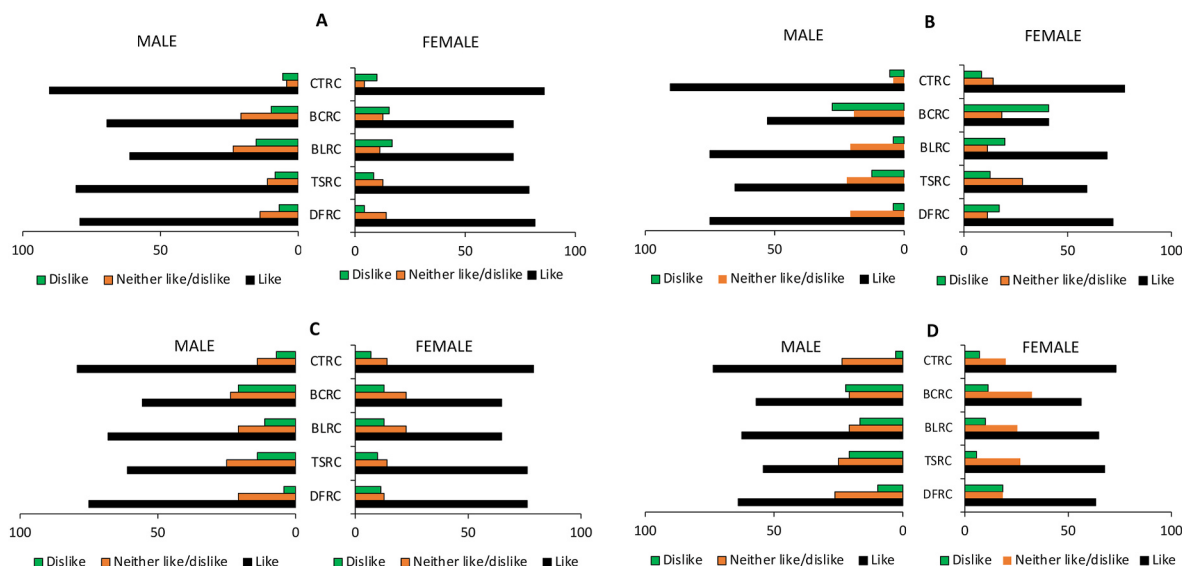 A
MALE FEMALE
CTRC
BCRC
BLRC
TSRC
DFRC
100 50 0 0 50 100
Dislike Neither like/dislike Like Dislike Neither like/dislike Like
B
MALE FEMALE
CTRC
BCRC
BLRC
TSRC
DFRC
100 50 0 0 50 100
Dislike Neither like/dislike Like Dislike Neither like/dislike Like
C
MALE FEMALE
CTRC
BCRC
BLRC
TSRC
DFRC
100 50 0 0 50 100
Dislike Neither like/dislike Like Dislike Neither like/dislike Like
D
MALE FEMALE
CTRC
BCRC
BLRC
TSRC
DFRC
100 50 0 0 50 100
Dislike Neither like/dislike Like Dislike Neither like/dislike Like